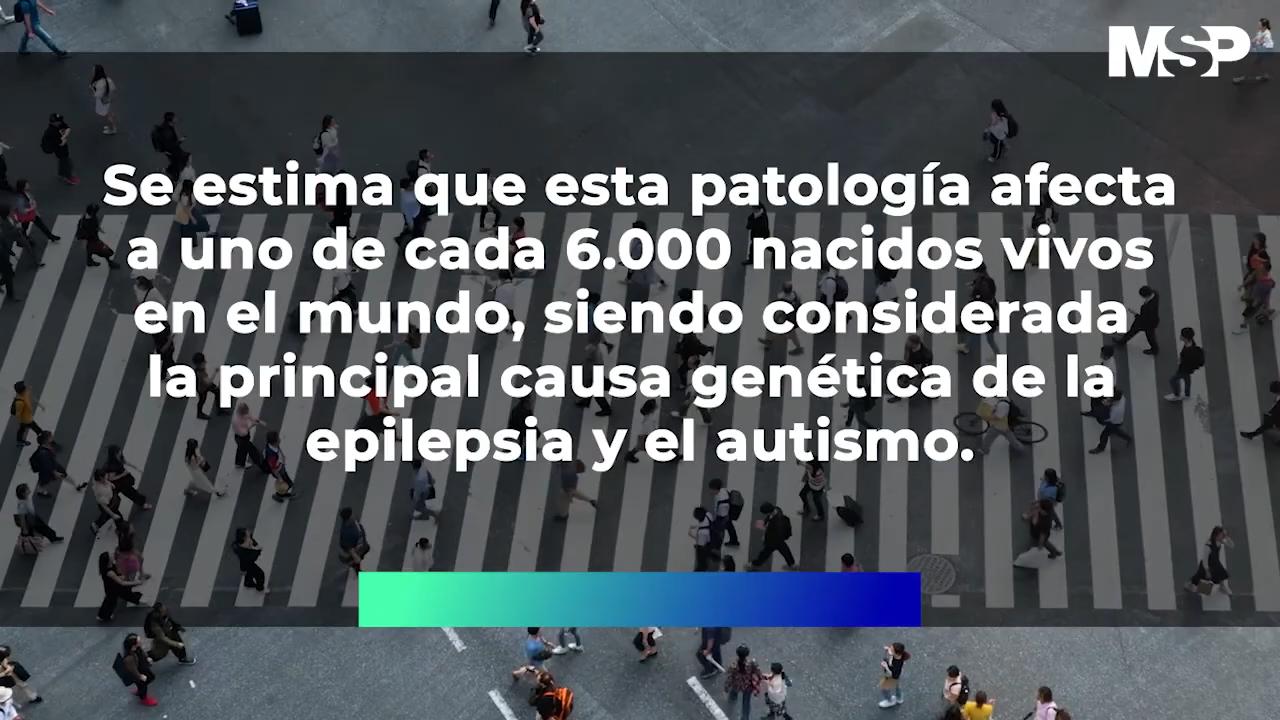 MSP
Se estima que esta patología afecta
a uno de cada 6.000 nacidos vivos
en el mundo, siendo considerada
la principal causa genética de la
epilepsia y el autismo.